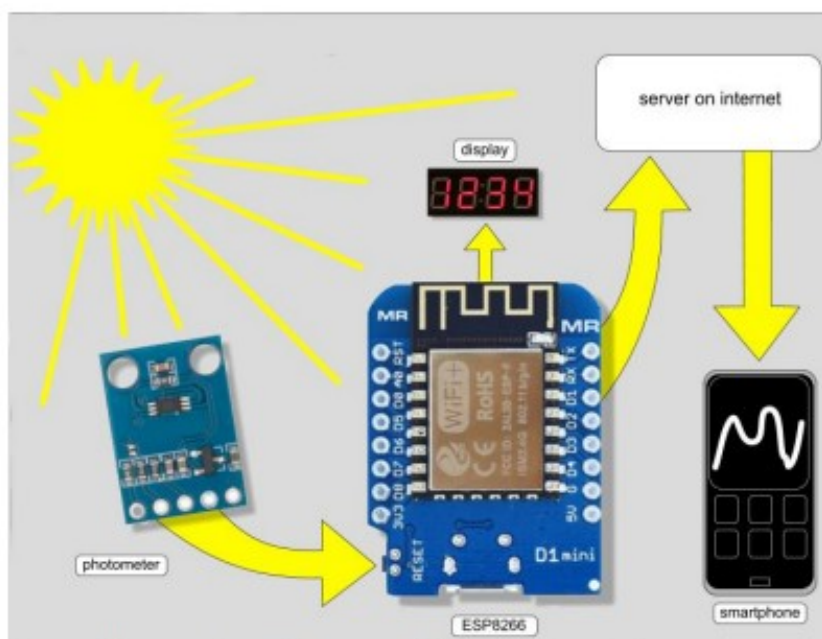 server on internet
display
12:34
MR
MR
RST
A0
D0
D5
D6
D7
D8
3V3
TX
RX
D1
D2
D3
D4
G
5V
WiFi+
CE RoHS
RESET
D1 mini
photometer
ESP8266
smartphone